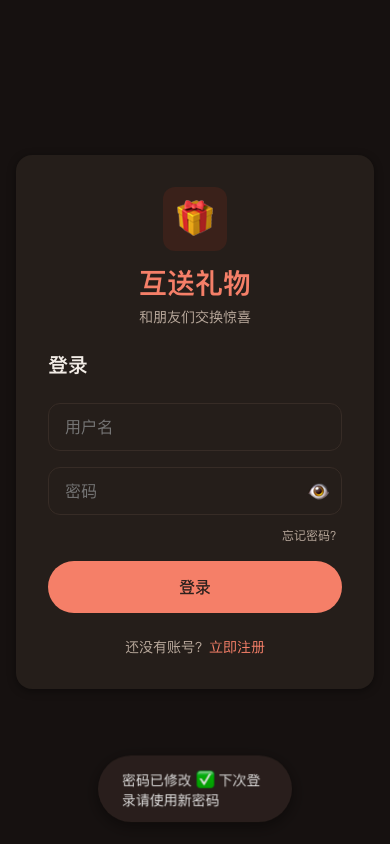 互送礼物
和朋友们交换惊喜
登录
用户名
密码
忘记密码?
登录
还没有账号? 立即注册
密码已修改 ✅ 下次登
录请使用新密码